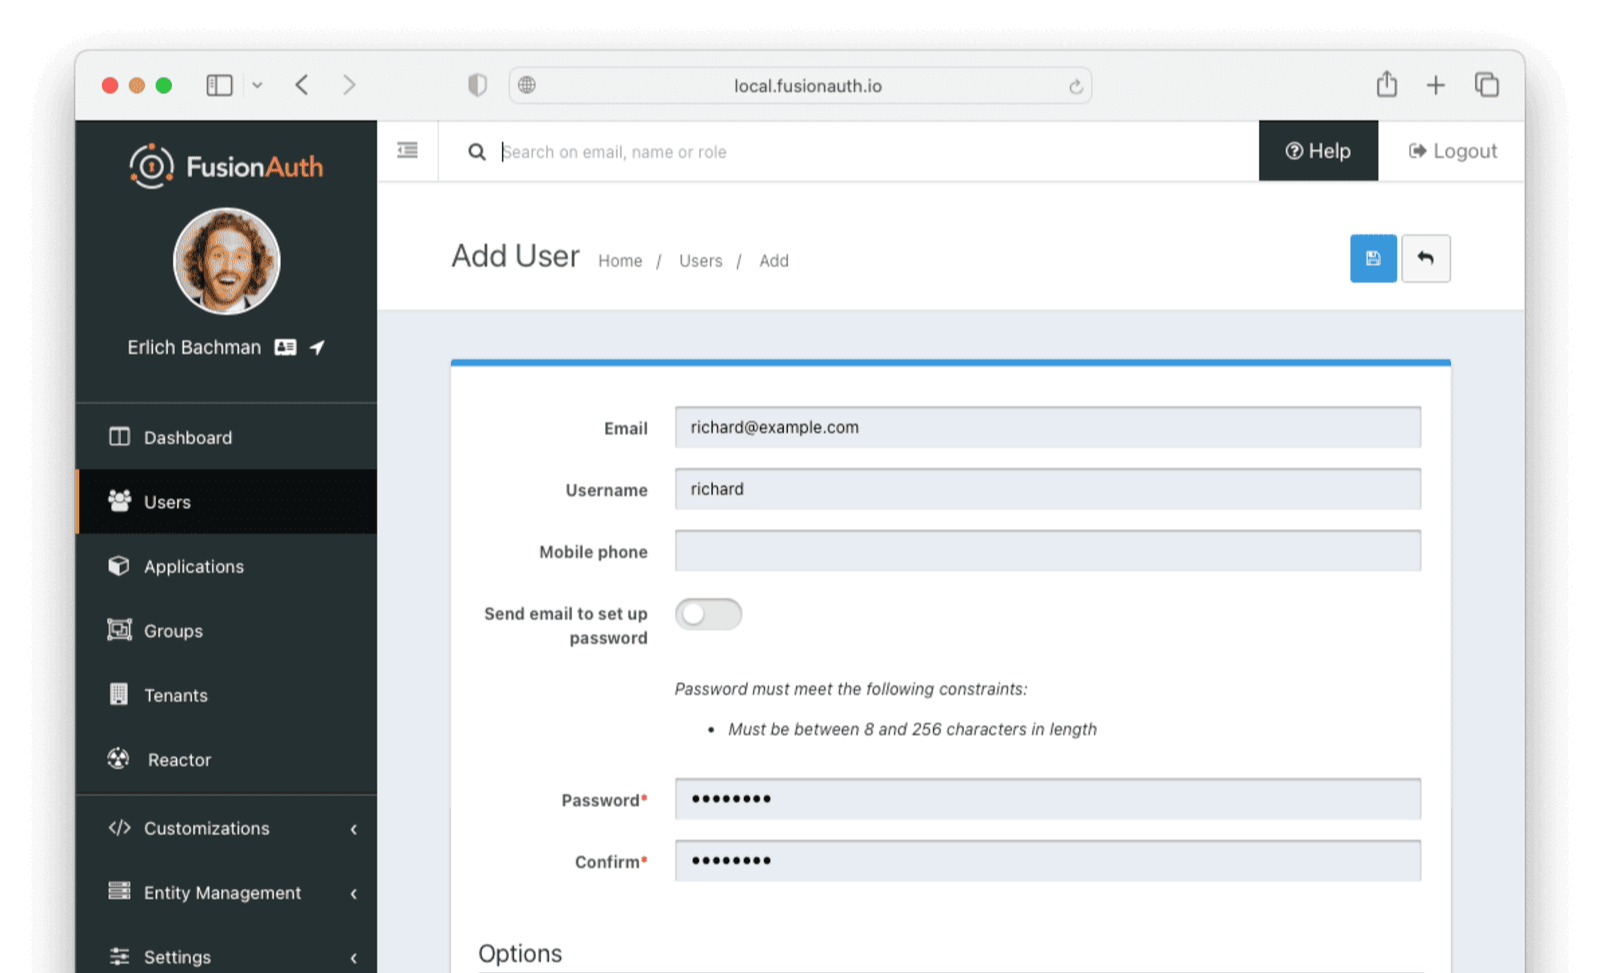 local.fusionauth.io
FusionAuth
Search on email, name or role
Help
Logout
Erlich Bachman
Dashboard
Users
Applications
Groups
Tenants
Reactor
Customizations
Entity Management
Settings
Add User Home / Users / Add
Email richard@example.com
Username richard
Mobile phone
Send email to set up
password
Password must meet the following constraints:
• Must be between 8 and 256 characters in length
Password* ••••••••
Confirm* ••••••••
Options